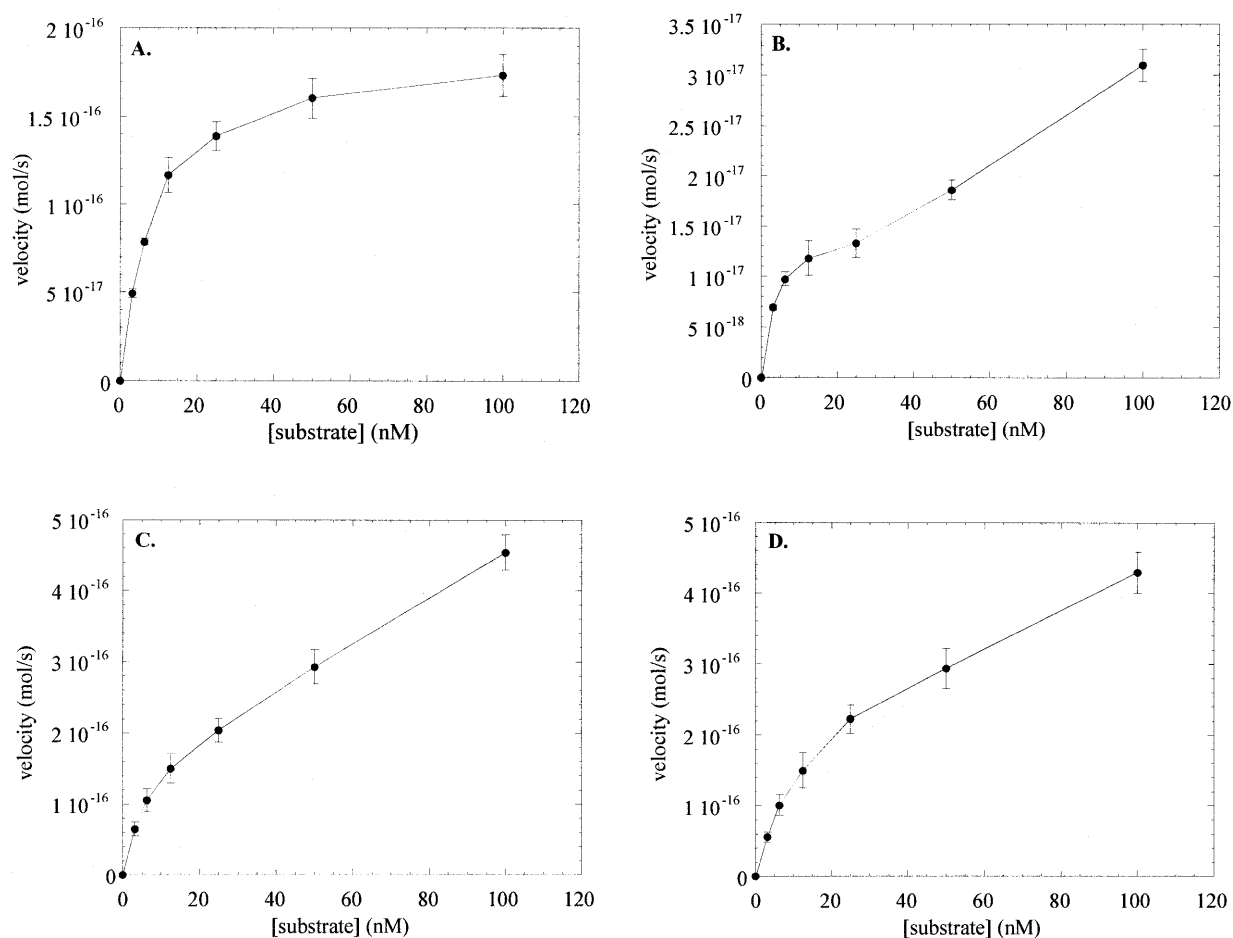 A.
2 10-16
1.5 10-16
1 10-16
5 10-17
0
velocity (mol/s)
0 20 40 60 80 100 120
[substrate] (nM)
B.
3.5 10-17
3 10-17
2.5 10-17
2 10-17
1.5 10-17
1 10-17
5 10-18
0
velocity (mol/s)
0 20 40 60 80 100 120
[substrate] (nM)
C.
5 10-16
4 10-16
3 10-16
2 10-16
1 10-16
0
velocity (mol/s)
0 20 40 60 80 100 120
[substrate] (nM)
D.
5 10-16
4 10-16
3 10-16
2 10-16
1 10-16
0
velocity (mol/s)
0 20 40 60 80 100 120
[substrate] (nM)